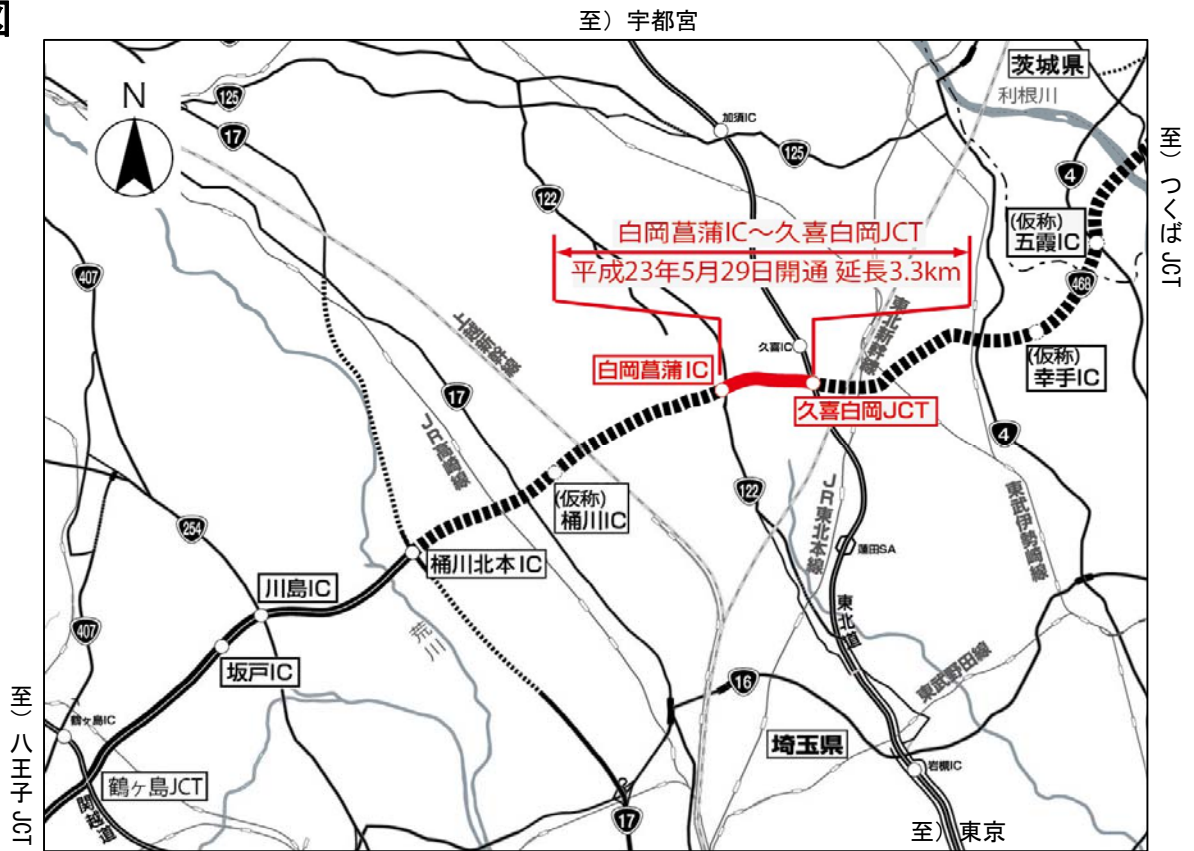 図
至）宇都宮
N
125
17
407
122
加須IC
125
茨城県
利根川
4
至）つくば JCT
(仮称)
五霞IC
468
白岡菖蒲IC～久喜白岡JCT
平成23年5月29日開通 延長3.3km
上越新幹線
東北新幹線
久喜IC
白岡菖蒲IC
久喜白岡JCT
(仮称)
幸手IC
17
JR高崎線
4
122
(仮称)
桶川IC
JR東北本線
東武伊勢崎線
254
桶川北本IC
蓮田SA
川島IC
荒川
東北道
407
坂戸IC
東武野田線
16
鶴ヶ島IC
埼玉県
岩槻IC
至）八王子 JCT
鶴ヶ島JCT
関越道
17
至）東京